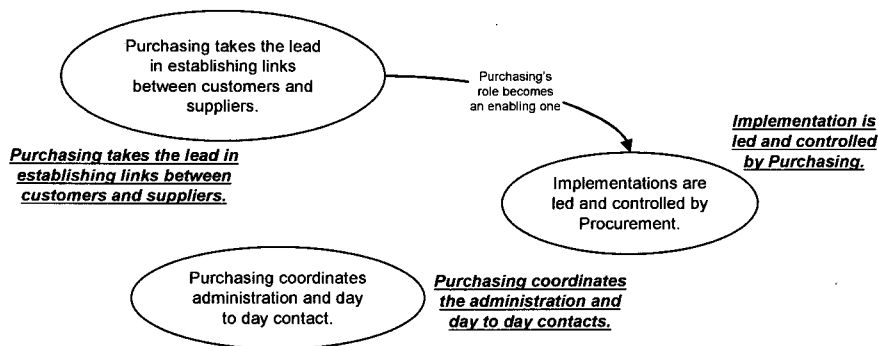 Purchasing takes the lead
in establishing links
between customers and
suppliers.
Purchasing's
role becomes
an enabling one
Implementation is
led and controlled
by Purchasing.
Purchasing takes the lead in
establishing links between
customers and suppliers.
Implementations are
led and controlled by
Procurement.
Purchasing coordinates
administration and day
to day contact.
Purchasing coordinates
the administration and
day to day contacts.